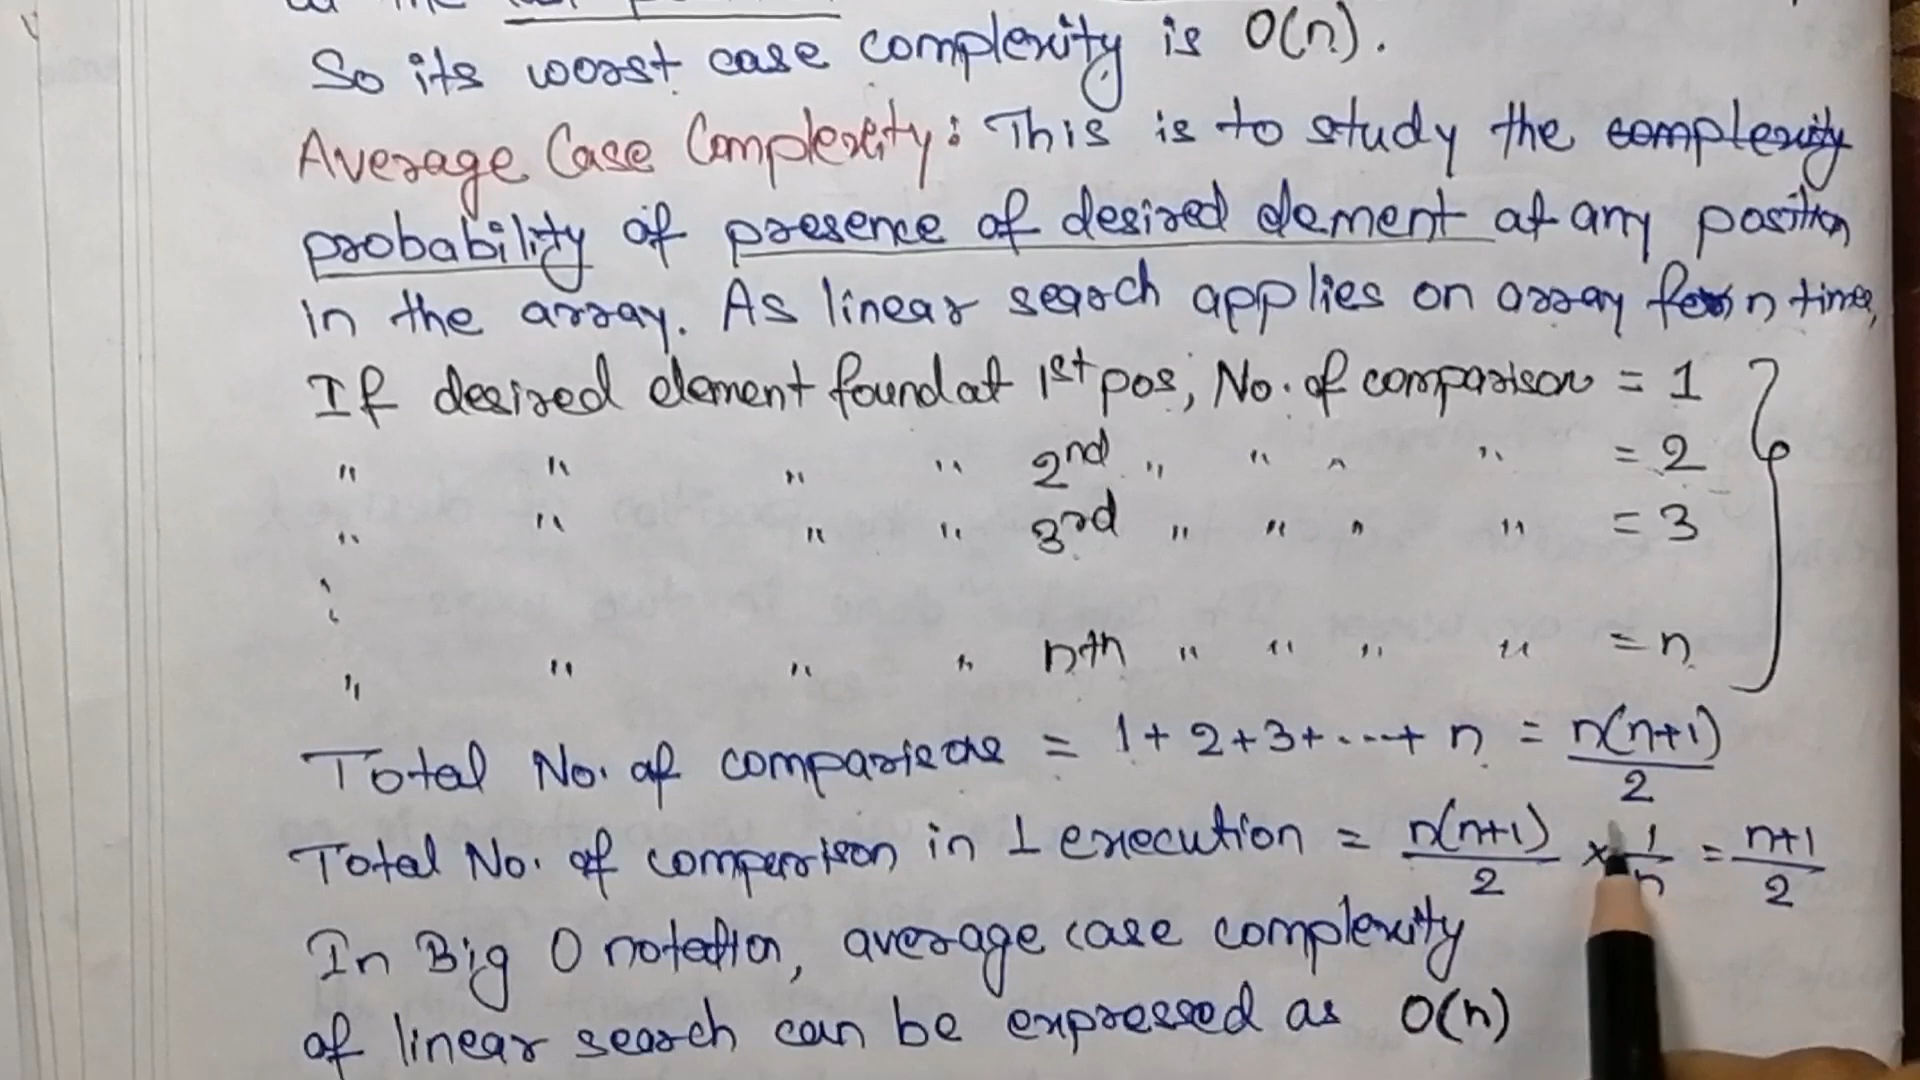 So its worst case complexity is O(n).
Average Case Complexity: This is to study the complexity
probability of presence of desired element at any position
in the array. As linear search applies on array for n times,
If desired element found at 1st pos, No. of comparison = 1
" " " " 2nd " " " " = 2
" " " " 3rd " " " " = 3
:
" " " " nth " " " " = n
Total No. of comparisons = 1 + 2 + 3 + ... + n = n(n+1)/2
Total No. of comparison in 1 execution = n(n+1)/2 × 1/n = n+1/2
In Big O notation, average case complexity
of linear search can be expressed as O(n)